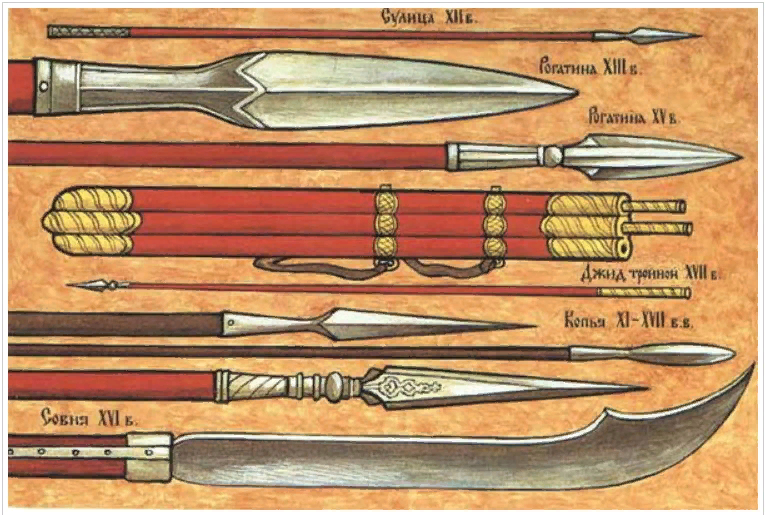 Сулица XII в.
Рогатина XIII в.
Рогатина XV в.
Джид тройной XVII в.
Копья XI-XVII в.в.
Совня XVI в.